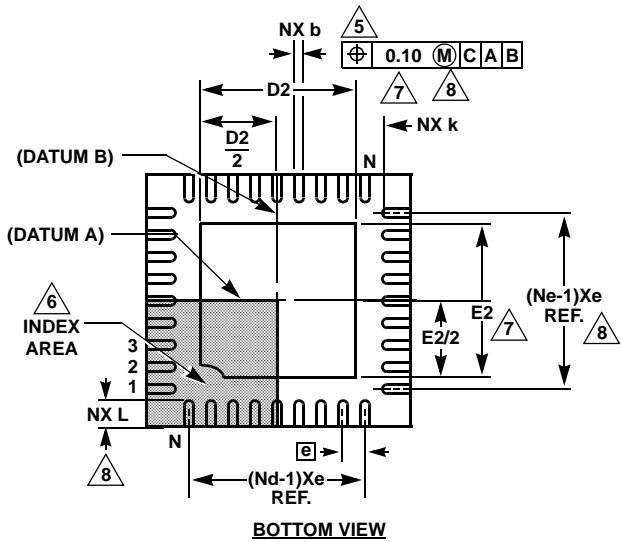 5
NX b
⌖ 0.10 Ⓜ C A B
7
8
D2
NX k
D2
2
N
(DATUM B)
(DATUM A)
6
INDEX
AREA
3
2
1
NX L
8
N
E2/2
E2
7
(Ne-1)Xe
REF.
8
e
(Nd-1)Xe
REF.
BOTTOM VIEW